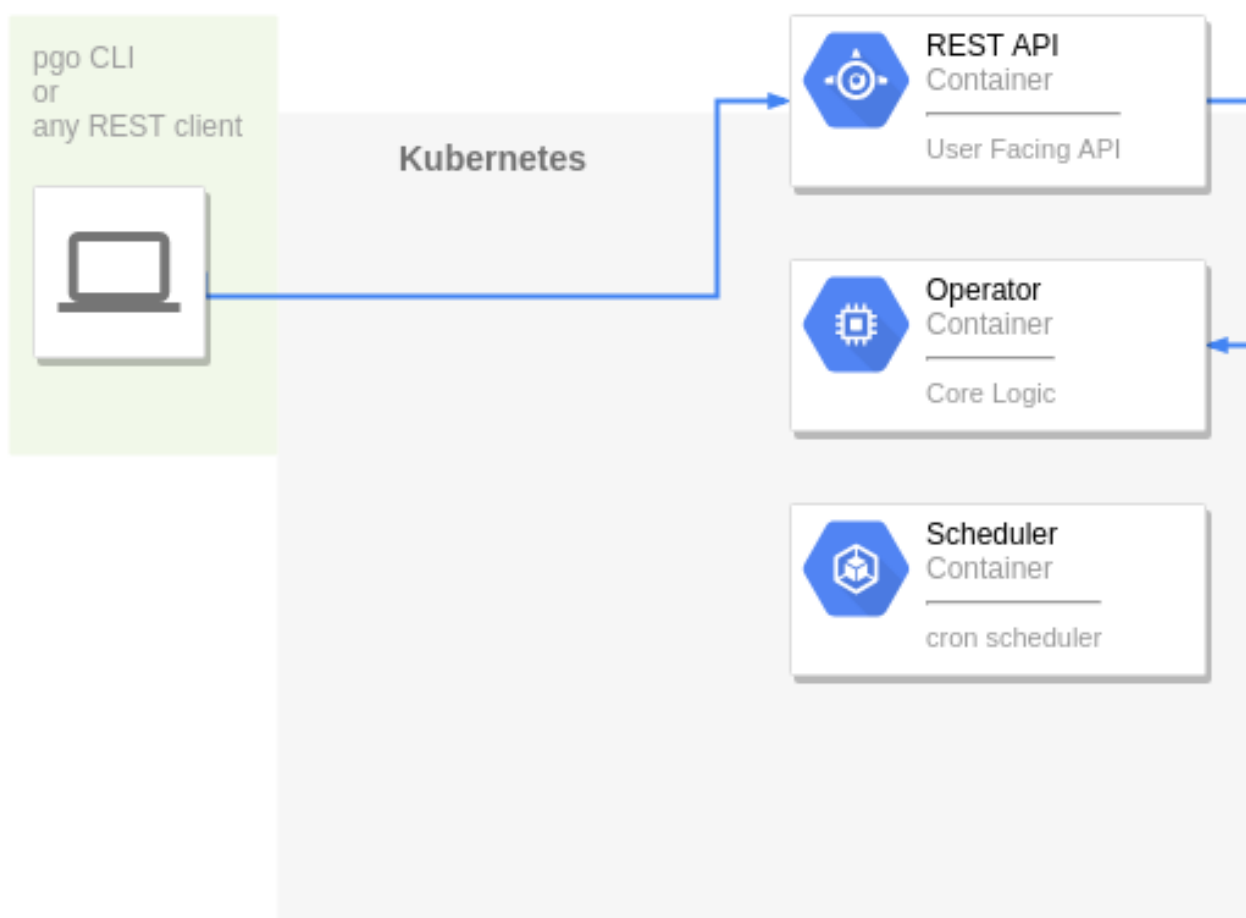 pgo CLI
or
any REST client
Kubernetes
REST API
Container
User Facing API
Operator
Container
Core Logic
Scheduler
Container
cron scheduler